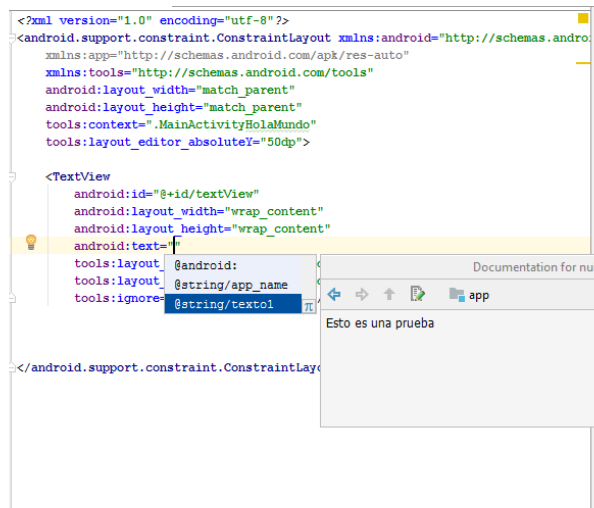 <?xml version="1.0" encoding="utf-8"?>
<android.support.constraint.ConstraintLayout xmlns:android="http://schemas.andro
xmlns:app="http://schemas.android.com/apk/res-auto"
xmlns:tools="http://schemas.android.com/tools"
android:layout_width="match_parent"
android:layout_height="match_parent"
tools:context=".MainActivityHolaMundo"
tools:layout_editor_absoluteY="50dp">
<TextView
android:id="@+id/textView"
android:layout_width="wrap_content"
android:layout_height="wrap_content"
android:text=""
tools:layout_
tools:layout_
tools:ignore=
@android:
@string/app_name
@string/texto1
π
Documentation for nu
app
Esto es una prueba
</android.support.constraint.ConstraintLayo